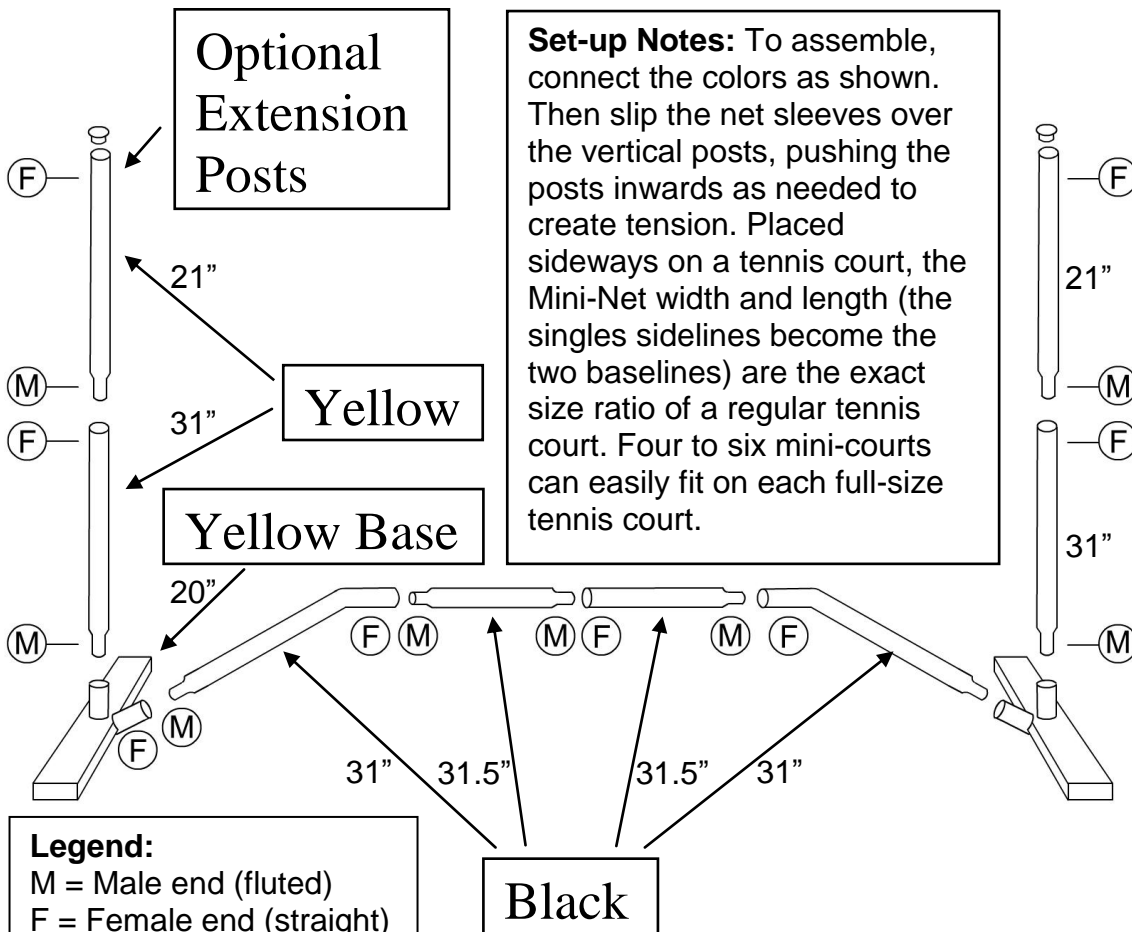 Optional
Extension
Posts
Set-up Notes: To assemble,
connect the colors as shown.
Then slip the net sleeves over
the vertical posts, pushing the
posts inwards as needed to
create tension. Placed
sideways on a tennis court, the
Mini-Net width and length (the
singles sidelines become the
two baselines) are the exact
size ratio of a regular tennis
court. Four to six mini-courts
can easily fit on each full-size
tennis court.
F
F
21”
21”
Yellow
M
M
31”
F
F
Yellow Base
31”
20”
M
M
F
M
M
F
M
F
M
F
31”
31.5”
31.5”
31”
Legend:
M = Male end (fluted)
F = Female end (straight)
Black